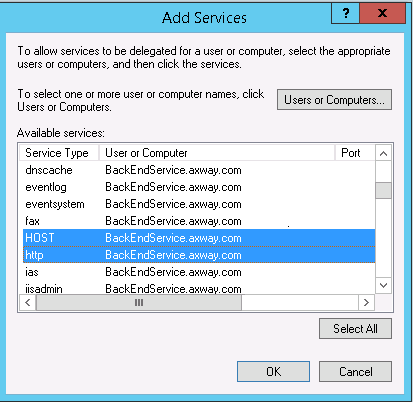 Add Services
?
x
To allow services to be delegated for a user or computer, select the appropriate
users or computers, and then click the services.
To select one or more user or computer names, click
Users or Computers.
Users or Computers...
Available services:
Service Type User or Computer Port
dnscache BackEndService.axway.com
eventlog BackEndService.axway.com
eventsystem BackEndService.axway.com
fax BackEndService.axway.com
HOST BackEndService.axway.com
http BackEndService.axway.com
ias BackEndService.axway.com
iisadmin BackEndService.axway.com
Select All
OK Cancel